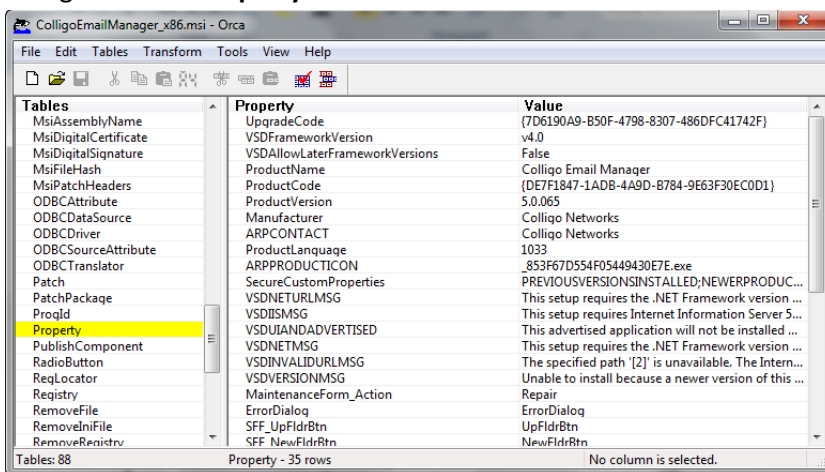 ColligoEmailManager_x86.msi - Orca
File Edit Tables Transform Tools View Help
Tables Property Value
MsiAssemblyName UpgradeCode {7D6190A9-B50F-4798-8307-486DFC41742F}
MsiDigitalCertificate VSDFrameworkVersion v4.0
MsiDigitalSignature VSDAllowLaterFrameworkVersions False
MsiFileHash ProductName Colligo Email Manager
MsiPatchHeaders ProductCode {DE7F1847-1ADB-4A9D-B784-9E63F30EC0D1}
ODBCAttribute ProductVersion 5.0.065
ODBCDataSource Manufacturer Colligo Networks
ODBCDriver ARPCONTACT Colligo Networks
ODBCSourceAttribute ProductLanguage 1033
ODBCTranslator ARPPRODUCTICON _853F67D554F05449430E7E.exe
Patch SecureCustomProperties PREVIOUSVERSIONSINSTALLED;NEWERPRODUC...
PatchPackage VSDNETURLMSG This setup requires the .NET Framework version ...
ProgId VSDIISMSG This setup requires Internet Information Server 5...
Property VSDUIANDADVERTISED This advertised application will not be installed ...
PublishComponent VSDNETMSG This setup requires the .NET Framework version ...
RadioButton VSDINVALIDURLMSG The specified path '[2]' is unavailable. The Intern...
RegLocator VSDVERSIONMSG Unable to install because a newer version of this ...
Registry MaintenanceForm_Action Repair
RemoveFile ErrorDialog ErrorDialog
RemoveIniFile SFF_UpFldrBtn UpFldrBtn
RemoveRegistry SFF_NewFldrBtn NewFldrBtn
Tables: 88 Property - 35 rows No column is selected.